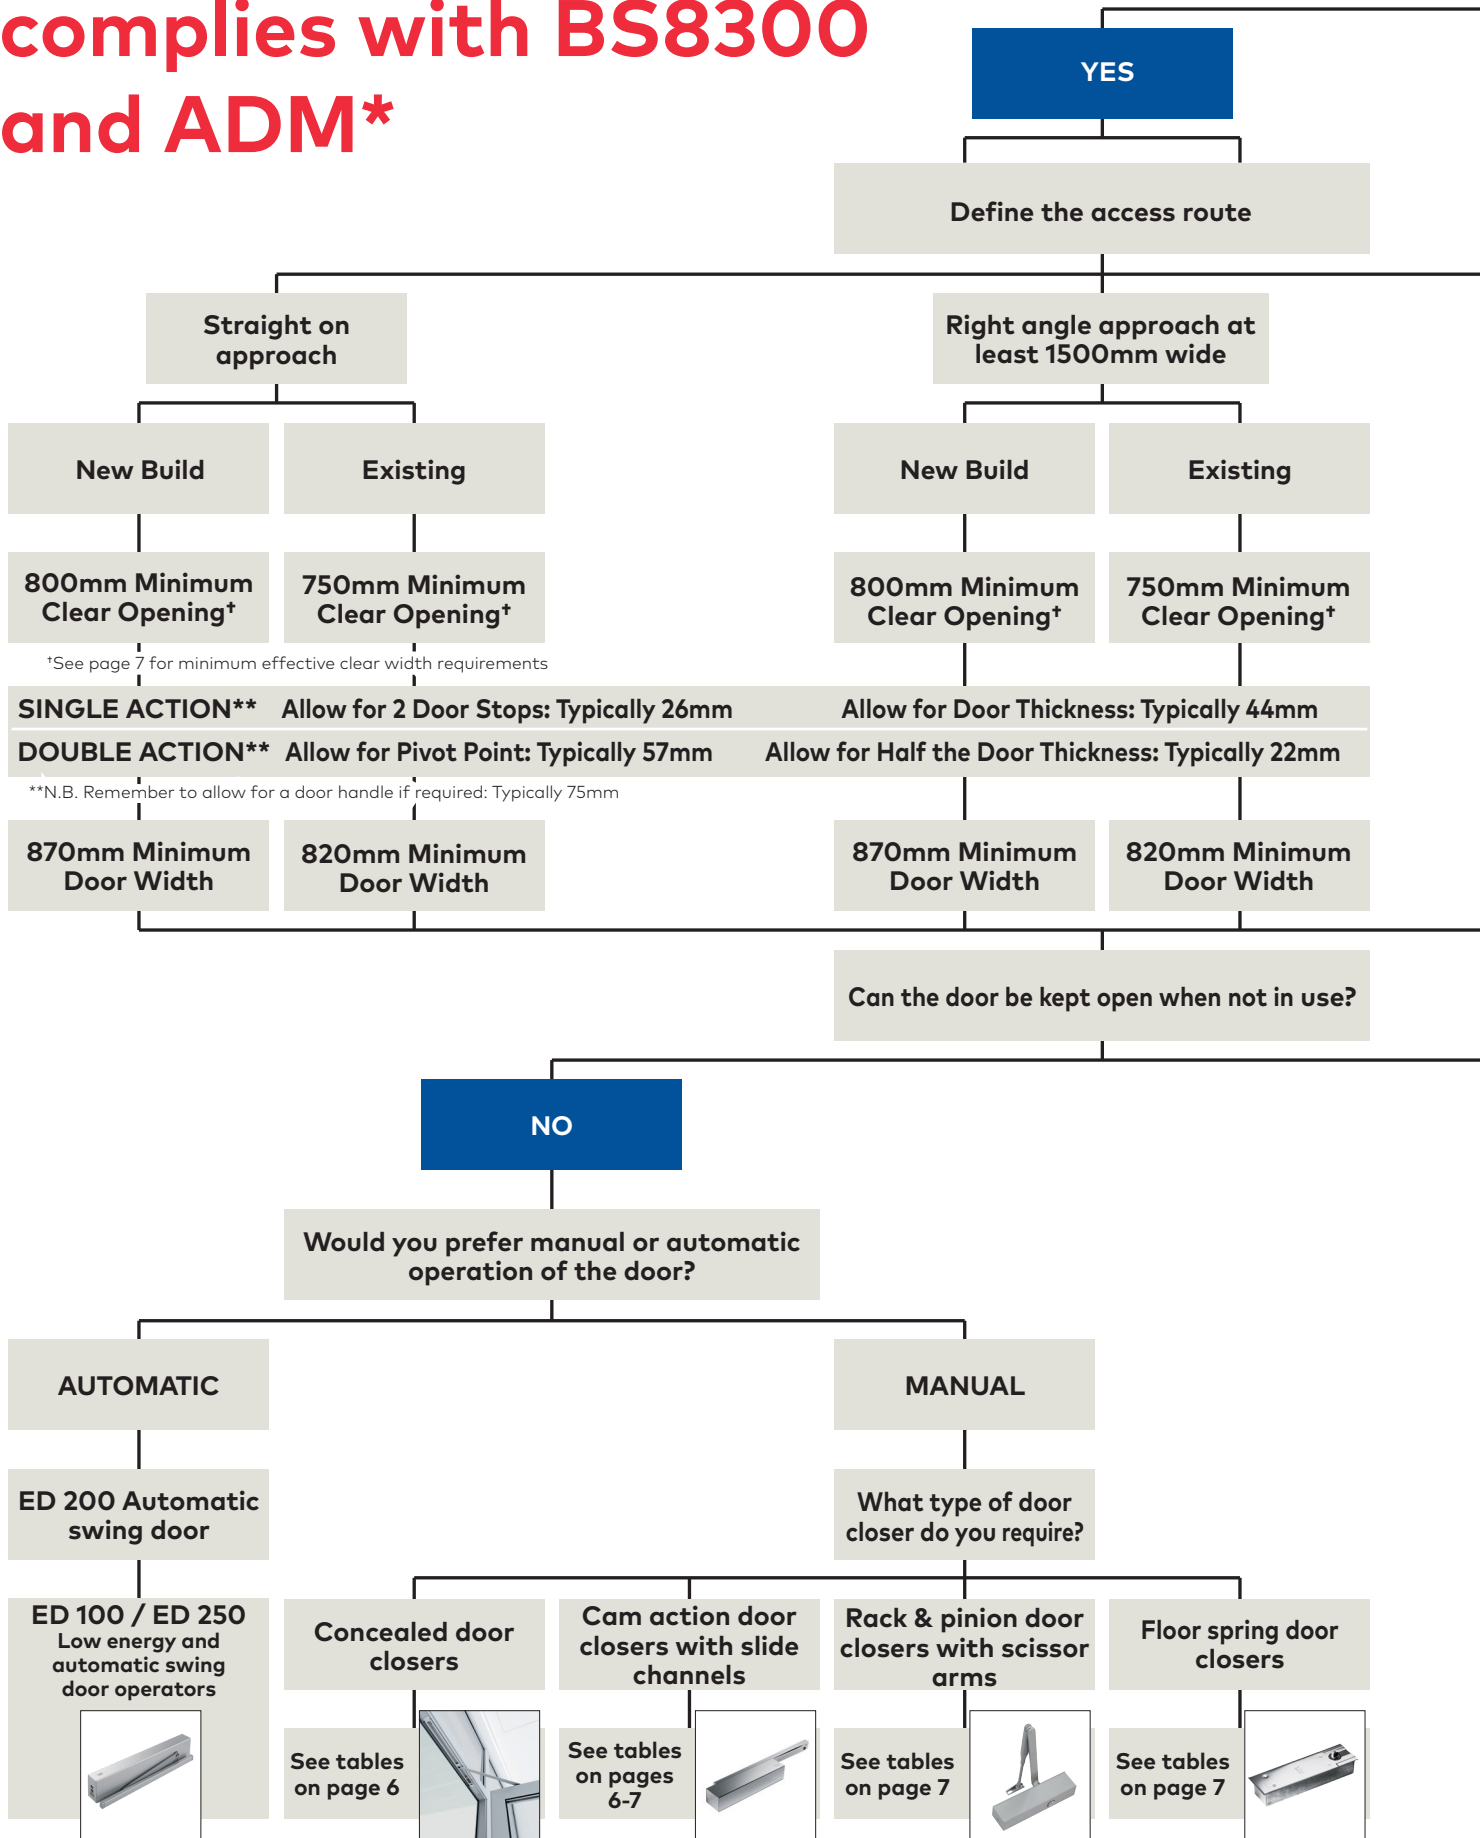 complies with BS8300
and ADM*
YES
Define the access route
Straight on
approach
Right angle approach at
least 1500mm wide
New Build
Existing
New Build
Existing
800mm Minimum
Clear Opening†
750mm Minimum
Clear Opening†
800mm Minimum
Clear Opening†
750mm Minimum
Clear Opening†
†See page 7 for minimum effective clear width requirements
SINGLE ACTION** Allow for 2 Door Stops: Typically 26mm Allow for Door Thickness: Typically 44mm
DOUBLE ACTION** Allow for Pivot Point: Typically 57mm Allow for Half the Door Thickness: Typically 22mm
**N.B. Remember to allow for a door handle if required: Typically 75mm
870mm Minimum
Door Width
820mm Minimum
Door Width
870mm Minimum
Door Width
820mm Minimum
Door Width
Can the door be kept open when not in use?
NO
Would you prefer manual or automatic
operation of the door?
AUTOMATIC
MANUAL
ED 200 Automatic
swing door
What type of door
closer do you require?
ED 100 / ED 250
Low energy and
automatic swing
door operators
Concealed door
closers
Cam action door
closers with slide
channels
Rack & pinion door
closers with scissor
arms
Floor spring door
closers
See tables
on page 6
See tables
on pages
6-7
See tables
on page 7
See tables
on page 7